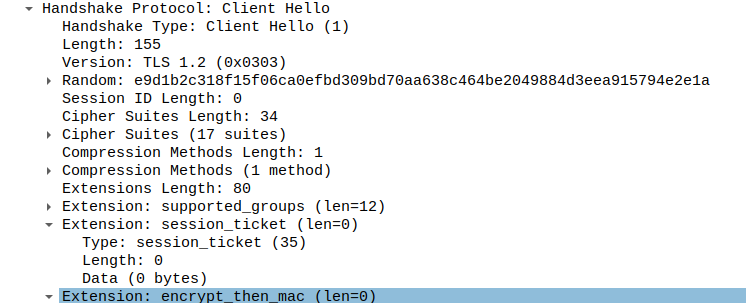 Handshake Protocol: Client Hello
Handshake Type: Client Hello (1)
Length: 155
Version: TLS 1.2 (0x0303)
Random: e9d1b2c318f15f06ca0efbd309bd70aa638c464be2049884d3eea915794e2e1a
Session ID Length: 0
Cipher Suites Length: 34
Cipher Suites (17 suites)
Compression Methods Length: 1
Compression Methods (1 method)
Extensions Length: 80
Extension: supported_groups (len=12)
Extension: session_ticket (len=0)
Type: session_ticket (35)
Length: 0
Data (0 bytes)
Extension: encrypt_then_mac (len=0)